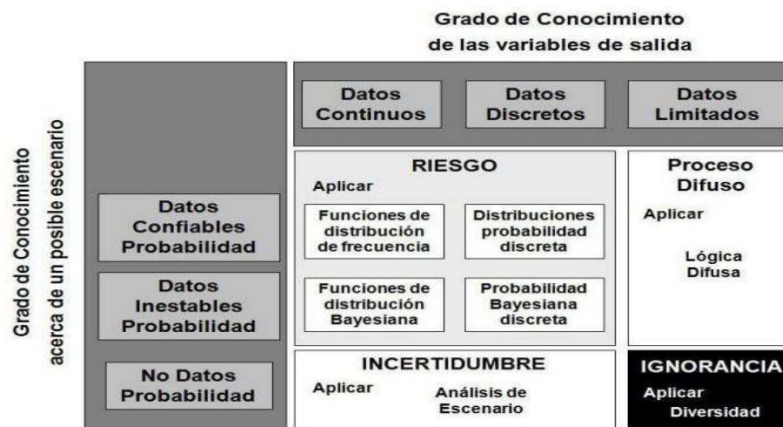 Grado de Conocimiento
de las variables de salida
Datos
Continuos
Datos
Discretos
Datos
Limitados
Grado de Conocimiento
acerca de un posible escenario
Datos
Confiables
Probabilidad
Datos
Inestables
Probabilidad
No Datos
Probabilidad
RIESGO
Aplicar
Funciones de
distribución
de frecuencia
Distribuciones
probabilidad
discreta
Funciones de
distribución
Bayesiana
Probabilidad
Bayesiana
discreta
Proceso
Difuso
Aplicar
Lógica
Difusa
INCERTIDUMBRE
Aplicar
Análisis de
Escenario
IGNORANCIA
Aplicar
Diversidad